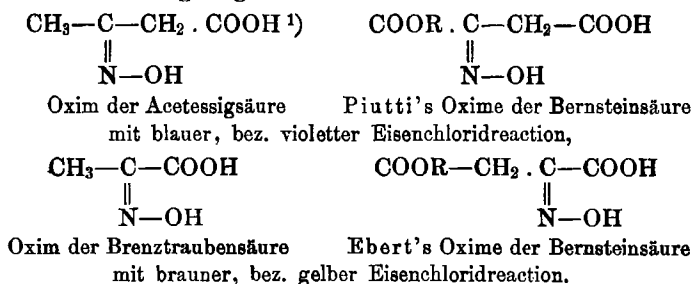 CH₃—C—CH₂ . COOH ¹) COOR . C—CH₂—COOH
|| ||
N—OH N—OH
Oxim der Acetessigsäure Piutti's Oxime der Bernsteinsäure
mit blauer, bez. violetter Eisenchloridreaction,
CH₃—C—COOH COOR—CH₂ . C—COOH
|| ||
N—OH N—OH
Oxim der Brenztraubensäure Ebert's Oxime der Bernsteinsäure
mit brauner, bez. gelber Eisenchloridreaction.